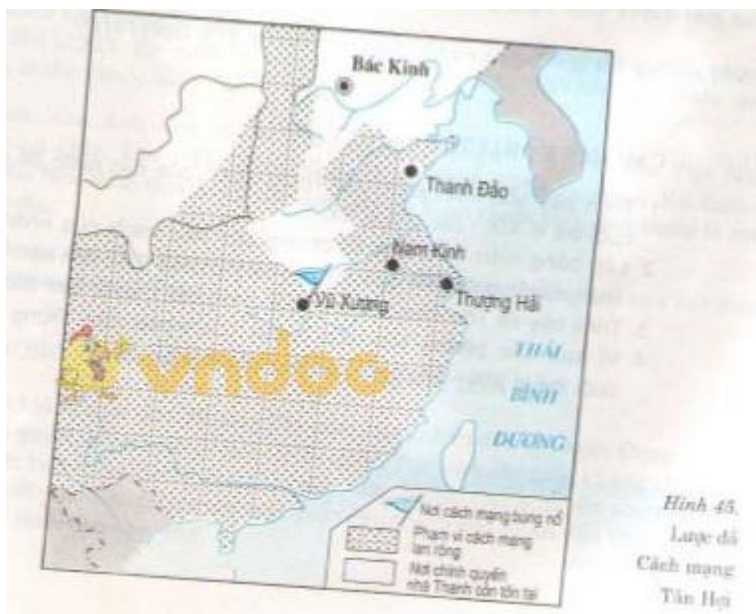 Bắc Kinh
Thanh Đảo
Nam Kinh
Vũ Xương
Thượng Hải
THÁI
BÌNH
DƯƠNG
vndoc
Nơi cách mạng bùng nổ
Phạm vi cách mạng
lan rộng
Nơi chính quyền
nhà Thanh còn tồn tại
Hình 45.
Lược đồ
Cách mạng
Tân Hợi